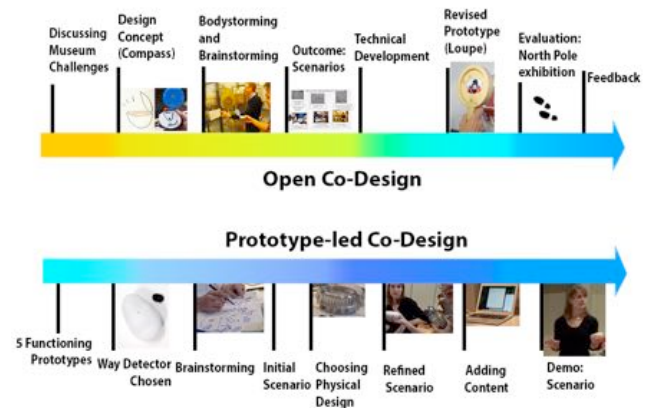 Discussing
Museum
Challenges
Design
Concept
(Compass)
Bodystorming
and
Brainstorming
Outcome:
Scenarios
Technical
Development
Revised
Prototype
(Loupe)
Evaluation:
North Pole
exhibition
Feedback
Open Co-Design
Prototype-led Co-Design
5 Functioning
Prototypes
Way Detector
Chosen
Brainstorming
Initial
Scenario
Choosing
Physical
Design
Refined
Scenario
Adding
Content
Demo:
Scenario